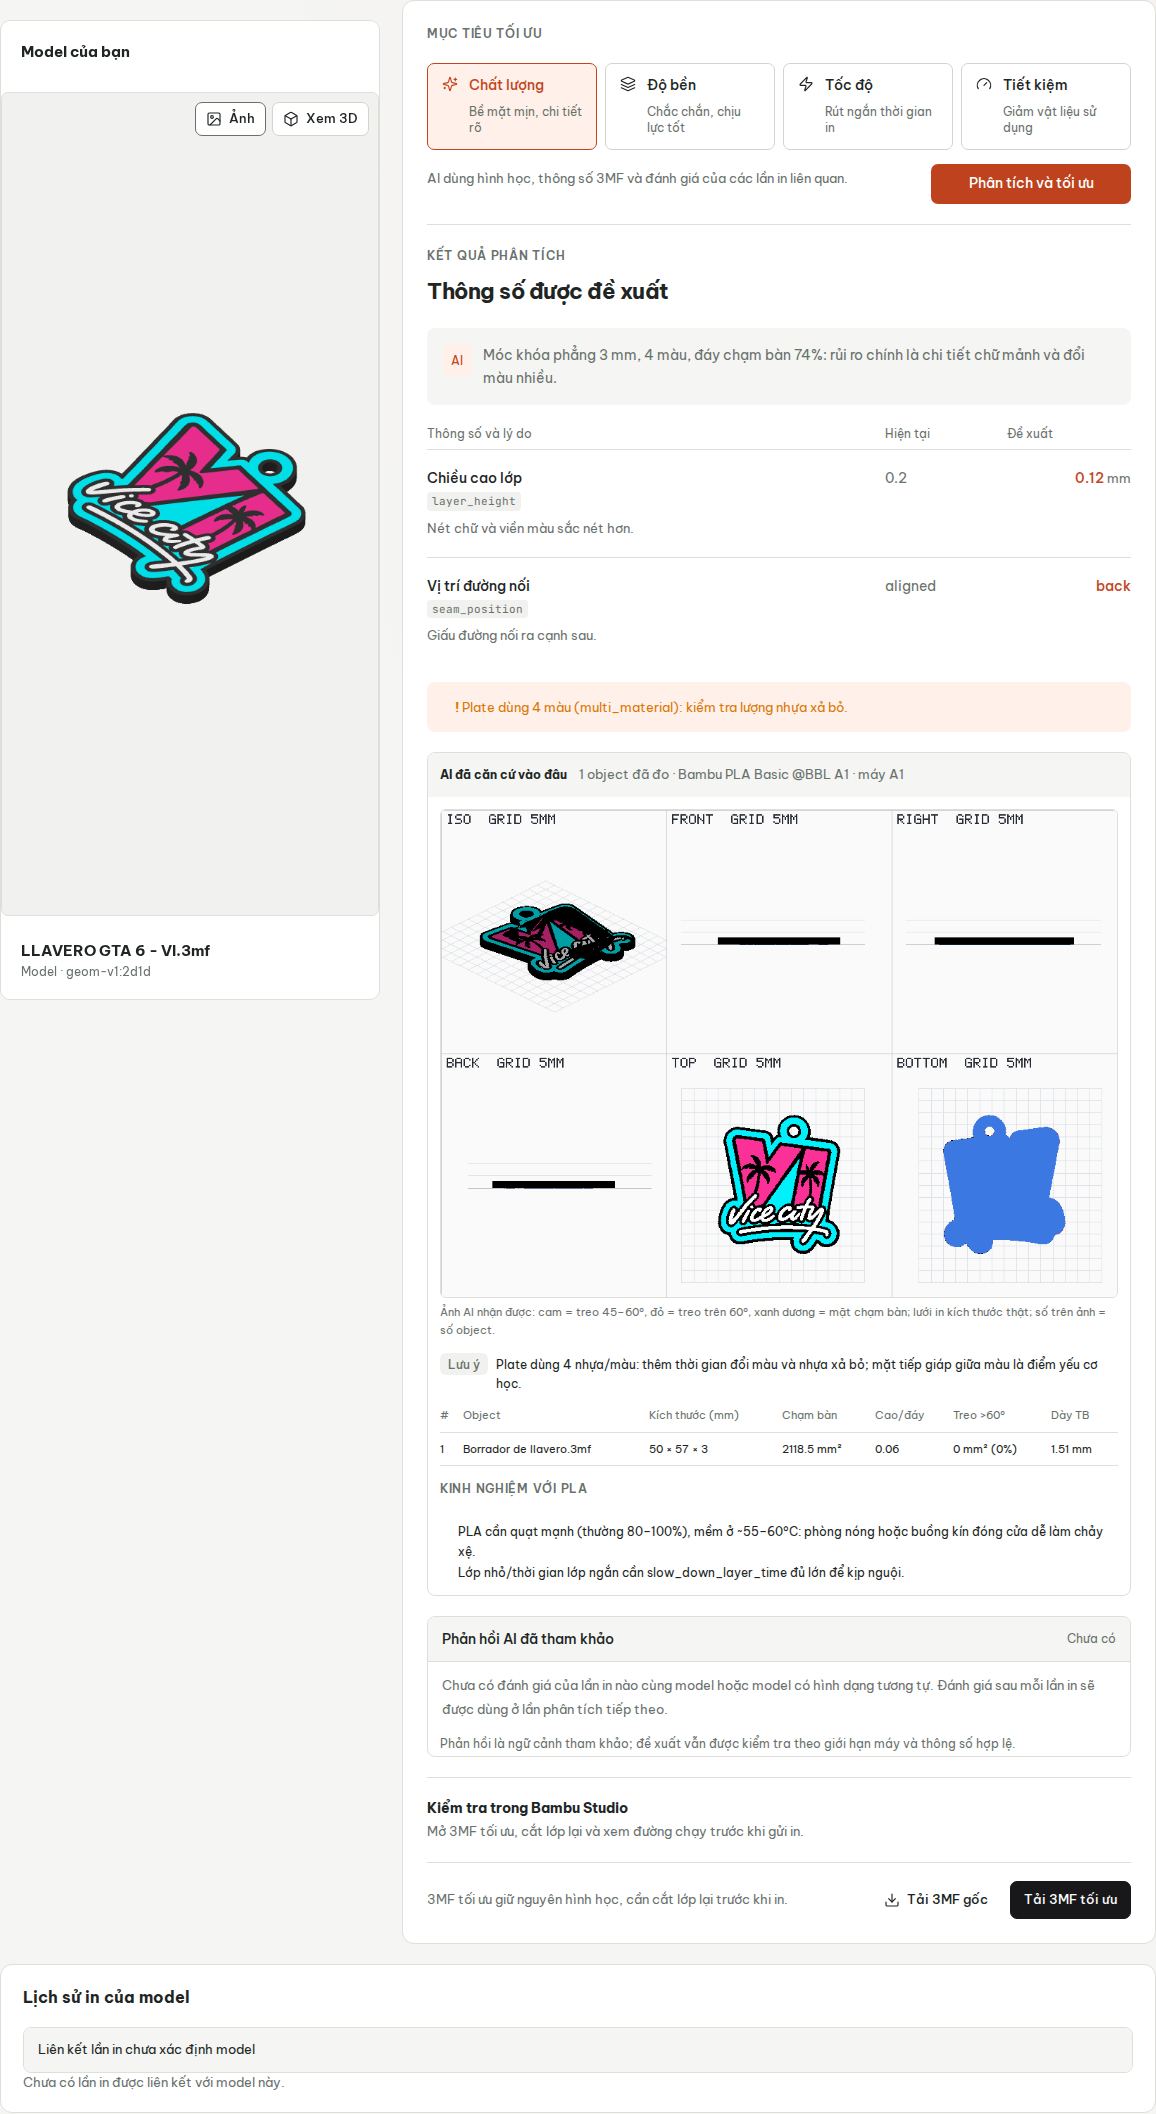 Model của bạn
Ảnh
Xem 3D
Vice city
LLAVERO GTA 6 - VI.3mf
Model · geom-v1:2d1d
MỤC TIÊU TỐI ƯU
Chất lượng
Bề mặt mịn, chi tiết
rõ
Độ bền
Chắc chắn, chịu
lực tốt
Tốc độ
Rút ngắn thời gian
in
Tiết kiệm
Giảm vật liệu sử
dụng
AI dùng hình học, thông số 3MF và đánh giá của các lần in liên quan.
Phân tích và tối ưu
KẾT QUẢ PHÂN TÍCH
Thông số được đề xuất
AI
Móc khóa phẳng 3 mm, 4 màu, đáy chạm bàn 74%: rủi ro chính là chi tiết chữ mảnh và đổi
màu nhiều.
Thông số và lý do Hiện tại Đề xuất
Chiều cao lớp 0.2 0.12 mm
layer_height
Nét chữ và viền màu sắc nét hơn.
Vị trí đường nối aligned back
seam_position
Giấu đường nối ra cạnh sau.
! Plate dùng 4 màu (multi_material): kiểm tra lượng nhựa xả bỏ.
AI đã căn cứ vào đâu 1 object đã đo · Bambu PLA Basic @BBL A1 · máy A1
ISO GRID 5MM
FRONT GRID 5MM
RIGHT GRID 5MM
Vice city
BACK GRID 5MM
TOP GRID 5MM
BOTTOM GRID 5MM
Vice city
Ảnh AI nhận được: cam = treo 45–60°, đỏ = treo trên 60°, xanh dương = mặt chạm bàn; lưới in kích thước thật; số trên ảnh =
số object.
Lưu ý Plate dùng 4 nhựa/màu: thêm thời gian đổi màu và nhựa xả bỏ; mặt tiếp giáp giữa màu là điểm yếu cơ
học.
# Object Kích thước (mm) Chạm bàn Cao/đáy Treo >60° Dày TB
1 Borrador de llavero.3mf 50 × 57 × 3 2118.5 mm² 0.06 0 mm² (0%) 1.51 mm
KINH NGHIỆM VỚI PLA
PLA cần quạt mạnh (thường 80–100%), mềm ở ~55–60°C: phòng nóng hoặc buồng kín đóng cửa dễ làm chảy
xệ.
Lớp nhỏ/thời gian lớp ngắn cần slow_down_layer_time đủ lớn để kịp nguội.
Phản hồi AI đã tham khảo Chưa có
Chưa có đánh giá của lần in nào cùng model hoặc model có hình dạng tương tự. Đánh giá sau mỗi lần in sẽ
được dùng ở lần phân tích tiếp theo.
Phản hồi là ngữ cảnh tham khảo; đề xuất vẫn được kiểm tra theo giới hạn máy và thông số hợp lệ.
Kiểm tra trong Bambu Studio
Mở 3MF tối ưu, cắt lớp lại và xem đường chạy trước khi gửi in.
3MF tối ưu giữ nguyên hình học, cần cắt lớp lại trước khi in.
Tải 3MF gốc
Tải 3MF tối ưu
Lịch sử in của model
Liên kết lần in chưa xác định model
Chưa có lần in được liên kết với model này.